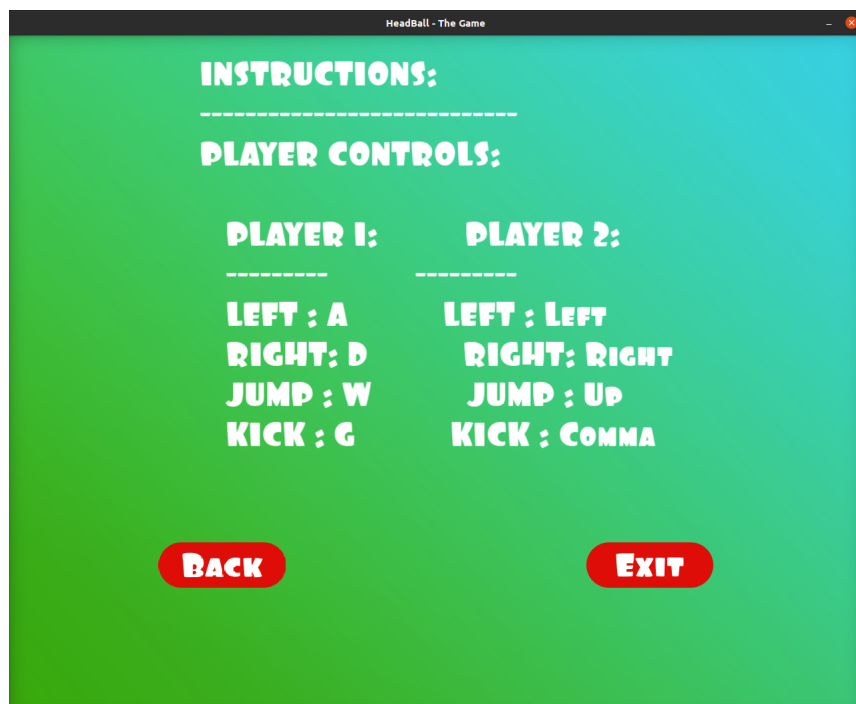 HeadBall - The Game
INSTRUCTIONS:
----------------------------
PLAYER CONTROLS:
PLAYER 1: PLAYER 2:
--------- ---------
LEFT : A LEFT : Left
RIGHT: D RIGHT: Right
JUMP : W JUMP : Up
KICK : G KICK : Comma
Back Exit